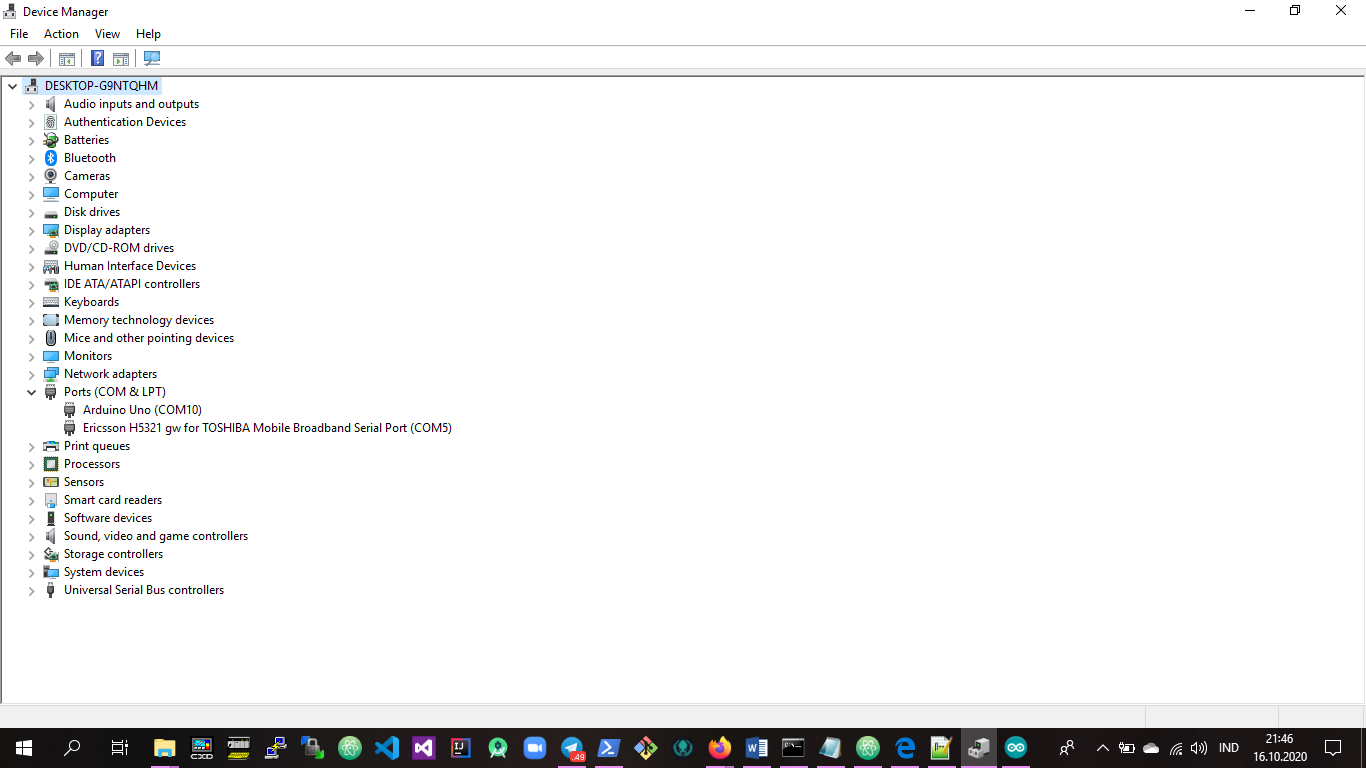 Device Manager
File Action View Help
DESKTOP-G9NTQHM
Audio inputs and outputs
Authentication Devices
Batteries
Bluetooth
Cameras
Computer
Disk drives
Display adapters
DVD/CD-ROM drives
Human Interface Devices
IDE ATA/ATAPI controllers
Keyboards
Memory technology devices
Mice and other pointing devices
Monitors
Network adapters
Ports (COM & LPT)
Arduino Uno (COM10)
Ericsson H5321 gw for TOSHIBA Mobile Broadband Serial Port (COM5)
Print queues
Processors
Sensors
Smart card readers
Software devices
Sound, video and game controllers
Storage controllers
System devices
Universal Serial Bus controllers
49
IND
21:46
16.10.2020